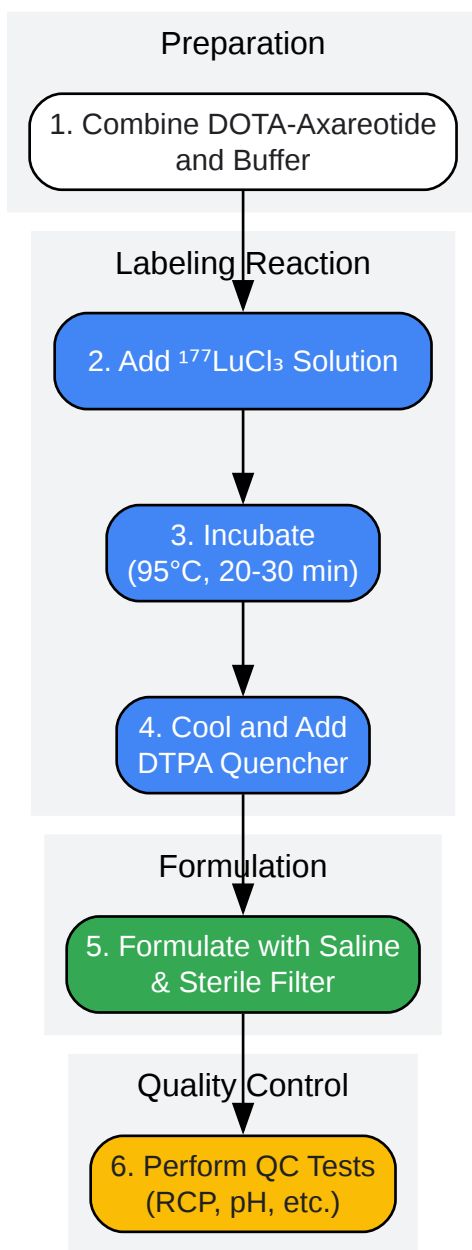 Preparation
1. Combine DOTA-Axareotide
and Buffer
Labeling Reaction
2. Add ¹⁷⁷LuCl₃ Solution
3. Incubate
(95°C, 20-30 min)
4. Cool and Add
DTPA Quencher
Formulation
5. Formulate with Saline
& Sterile Filter
Quality Control
6. Perform QC Tests
(RCP, pH, etc.)